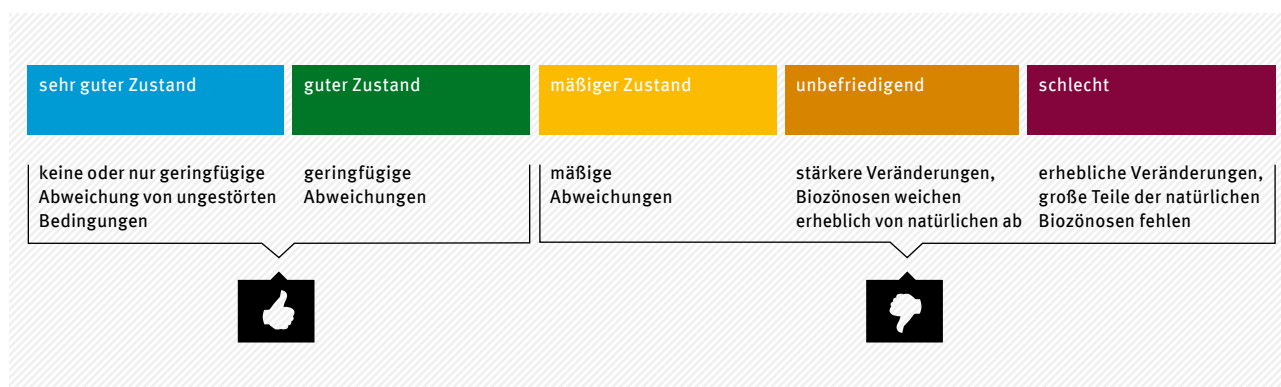 sehr guter Zustand
guter Zustand
mäßiger Zustand
unbefriedigend
schlecht
keine oder nur geringfügige
Abweichung von ungestörten
Bedingungen
geringfügige
Abweichungen
mäßige
Abweichungen
stärkere Veränderungen,
Biozönosen weichen
erheblich von natürlichen ab
erhebliche Veränderungen,
große Teile der natürlichen
Biozönosen fehlen